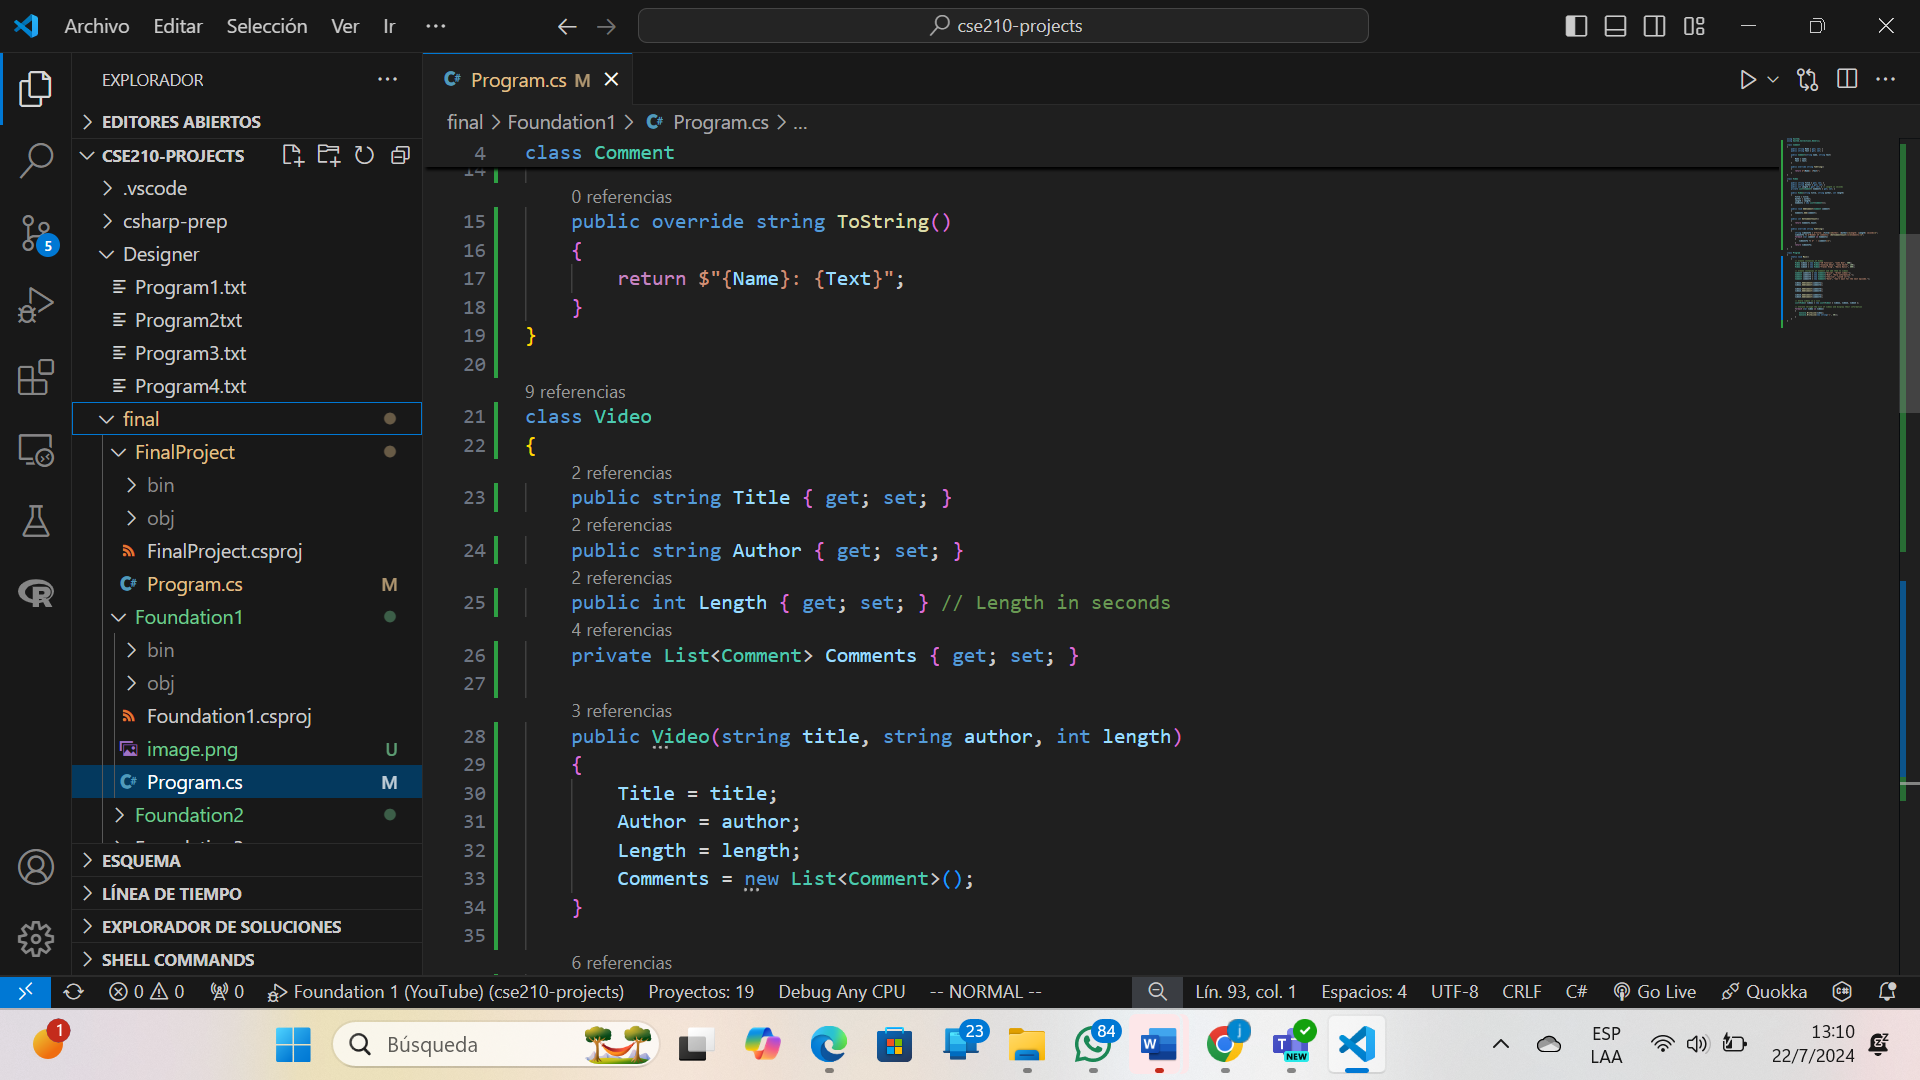 Archivo Editar Selección Ver Ir ··· cse210-projects
EXPLORADOR ···
EDITORES ABIERTOS
CSE210-PROJECTS
.vscode
csharp-prep
Designer
Program1.txt
Program2txt
Program3.txt
Program4.txt
final
FinalProject
bin
obj
FinalProject.csproj
C# Program.cs M
Foundation1
bin
obj
Foundation1.csproj
image.png U
C# Program.cs M
Foundation2
ESQUEMA
LÍNEA DE TIEMPO
EXPLORADOR DE SOLUCIONES
SHELL COMMANDS
C# Program.cs M
final > Foundation1 > C# Program.cs > ...
4 class Comment
14
0 referencias
15 public override string ToString()
16 {
17 return $"{Name}: {Text}";
18 }
19 }
20
9 referencias
21 class Video
22 {
2 referencias
23 public string Title { get; set; }
2 referencias
24 public string Author { get; set; }
2 referencias
25 public int Length { get; set; } // Length in seconds
4 referencias
26 private List<Comment> Comments { get; set; }
27
3 referencias
28 public Video(string title, string author, int length)
29 {
30 Title = title;
31 Author = author;
32 Length = length;
33 Comments = new List<Comment>();
34 }
35
6 referencias
5
0 0 0 Foundation 1 (YouTube) (cse210-projects) Proyectos: 19 Debug Any CPU -- NORMAL -- Lín. 93, col. 1 Espacios: 4 UTF-8 CRLF C# Go Live Quokka
1 Búsqueda 23 84 W j T NEW ESP LAA 13:10 22/7/2024